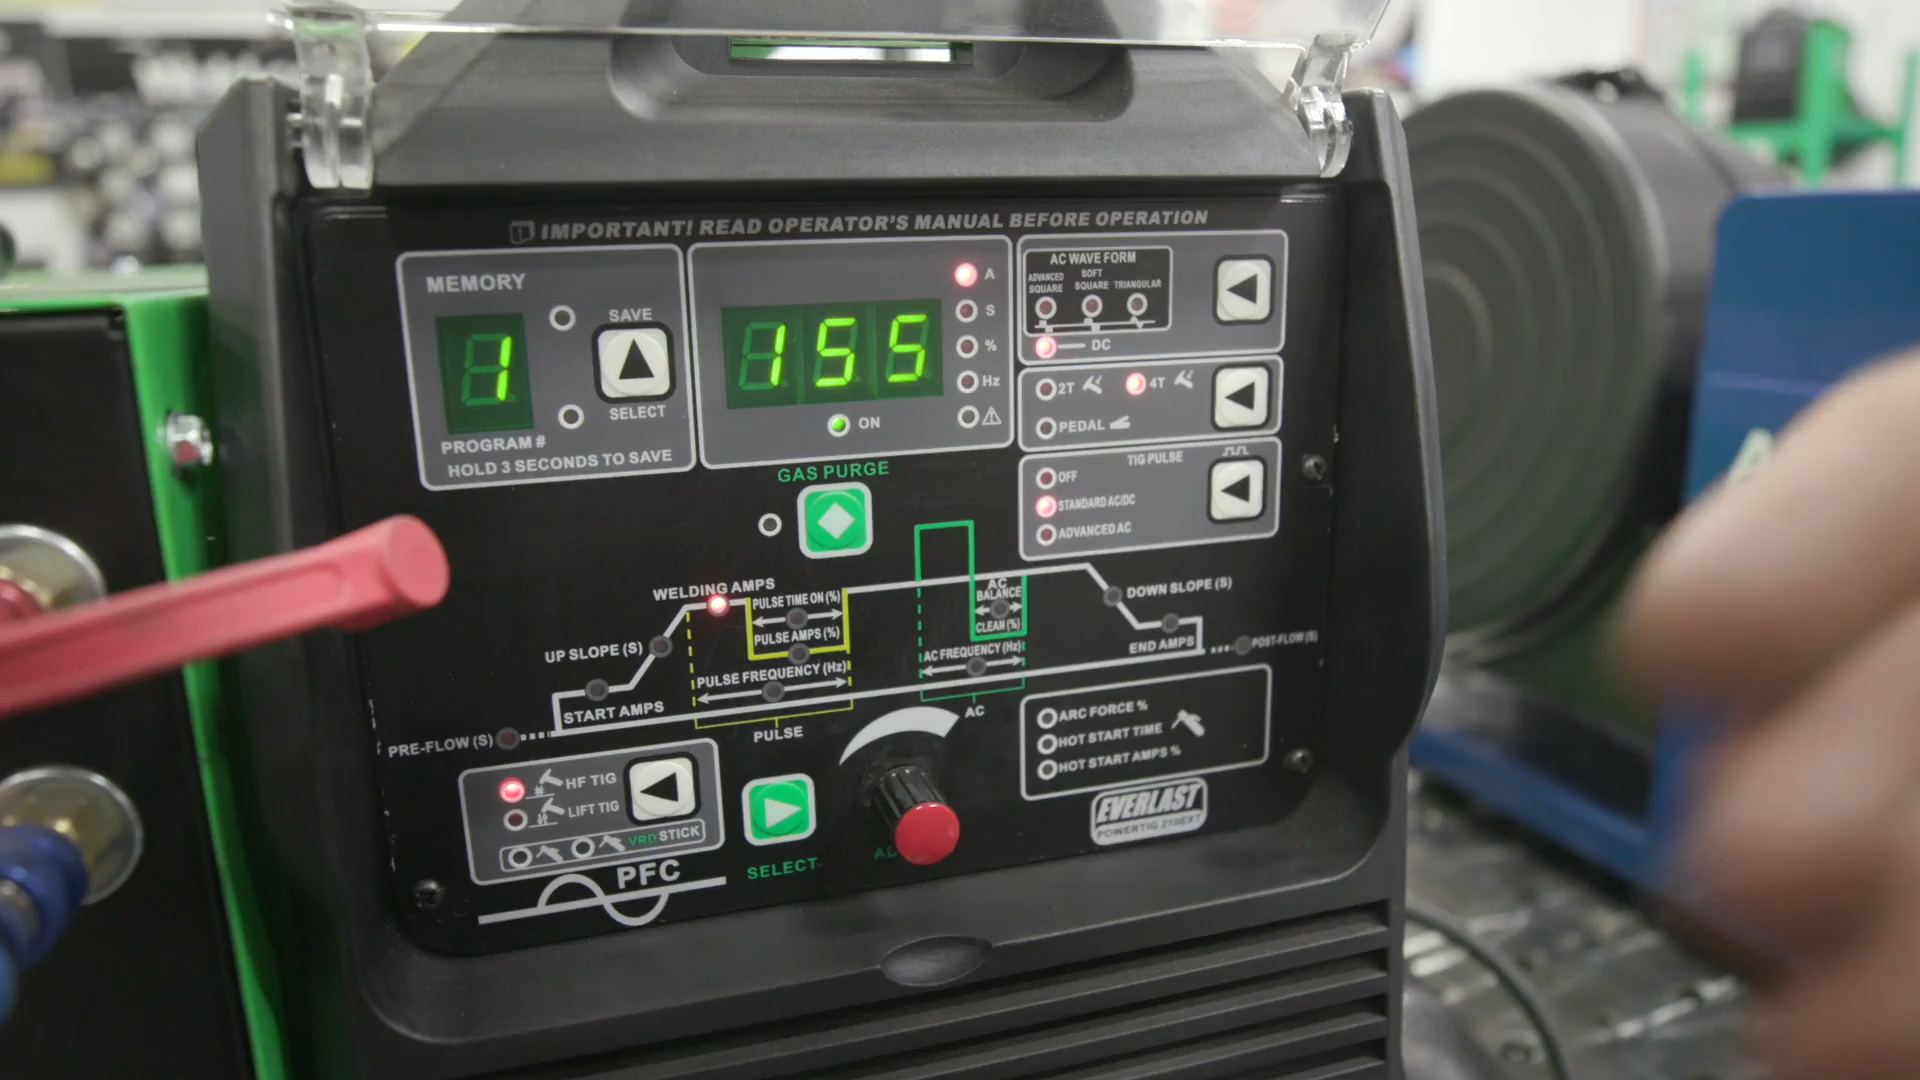 IMPORTANT! READ OPERATOR'S MANUAL BEFORE OPERATION
MEMORY
1
SAVE
SELECT
PROGRAM #
HOLD 3 SECONDS TO SAVE
155
A
S
%
Hz
ON
AC WAVE FORM
ADVANCED SQUARE
SOFT SQUARE
TRIANGULAR
DC
2T
4T
PEDAL
TIG PULSE
OFF
STANDARD AC/DC
ADVANCED AC
GAS PURGE
WELDING AMPS
PULSE TIME ON (%)
PULSE AMPS (%)
PULSE FREQUENCY (Hz)
UP SLOPE (S)
START AMPS
PRE-FLOW (S)
PULSE
AC BALANCE
CLEAN (%)
AC FREQUENCY (Hz)
AC
DOWN SLOPE (S)
END AMPS
POST-FLOW (S)
HF TIG
LIFT TIG
VRD STICK
PFC
SELECT
ARC FORCE %
HOT START TIME
HOT START AMPS %
EVERLAST
POWERTIG 210EXT